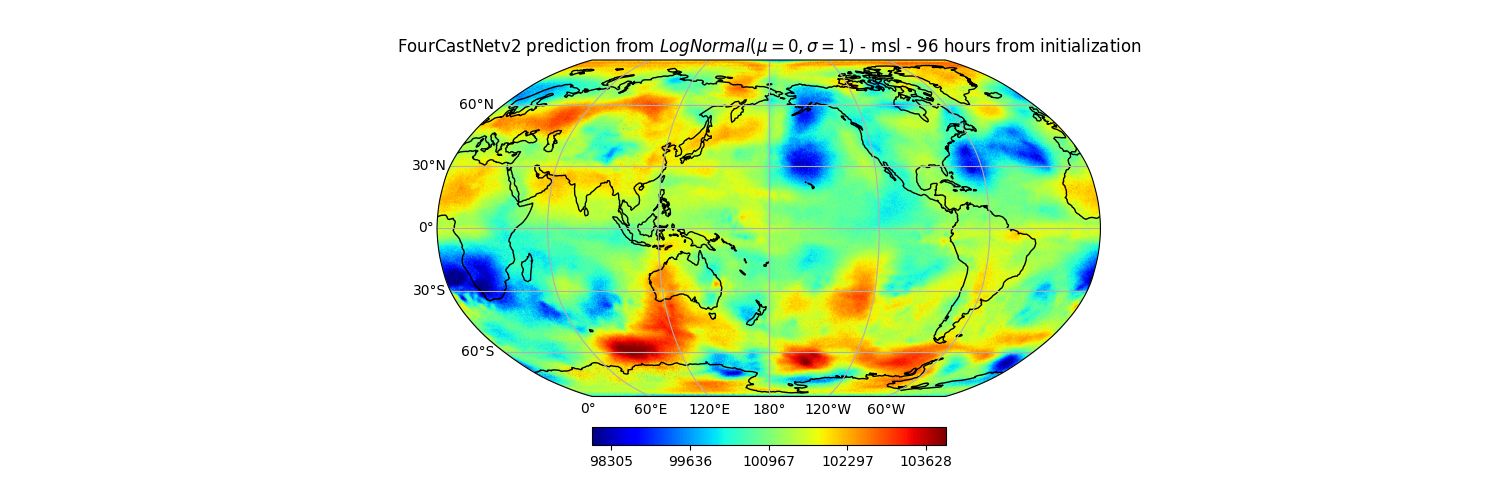 FourCastNetv2 prediction from LogNormal(μ = 0, σ = 1) - msl - 96 hours from initialization
60°N
30°N
0°
30°S
60°S
0° 60°E 120°E 180° 120°W 60°W
98305 99636 100967 102297 103628